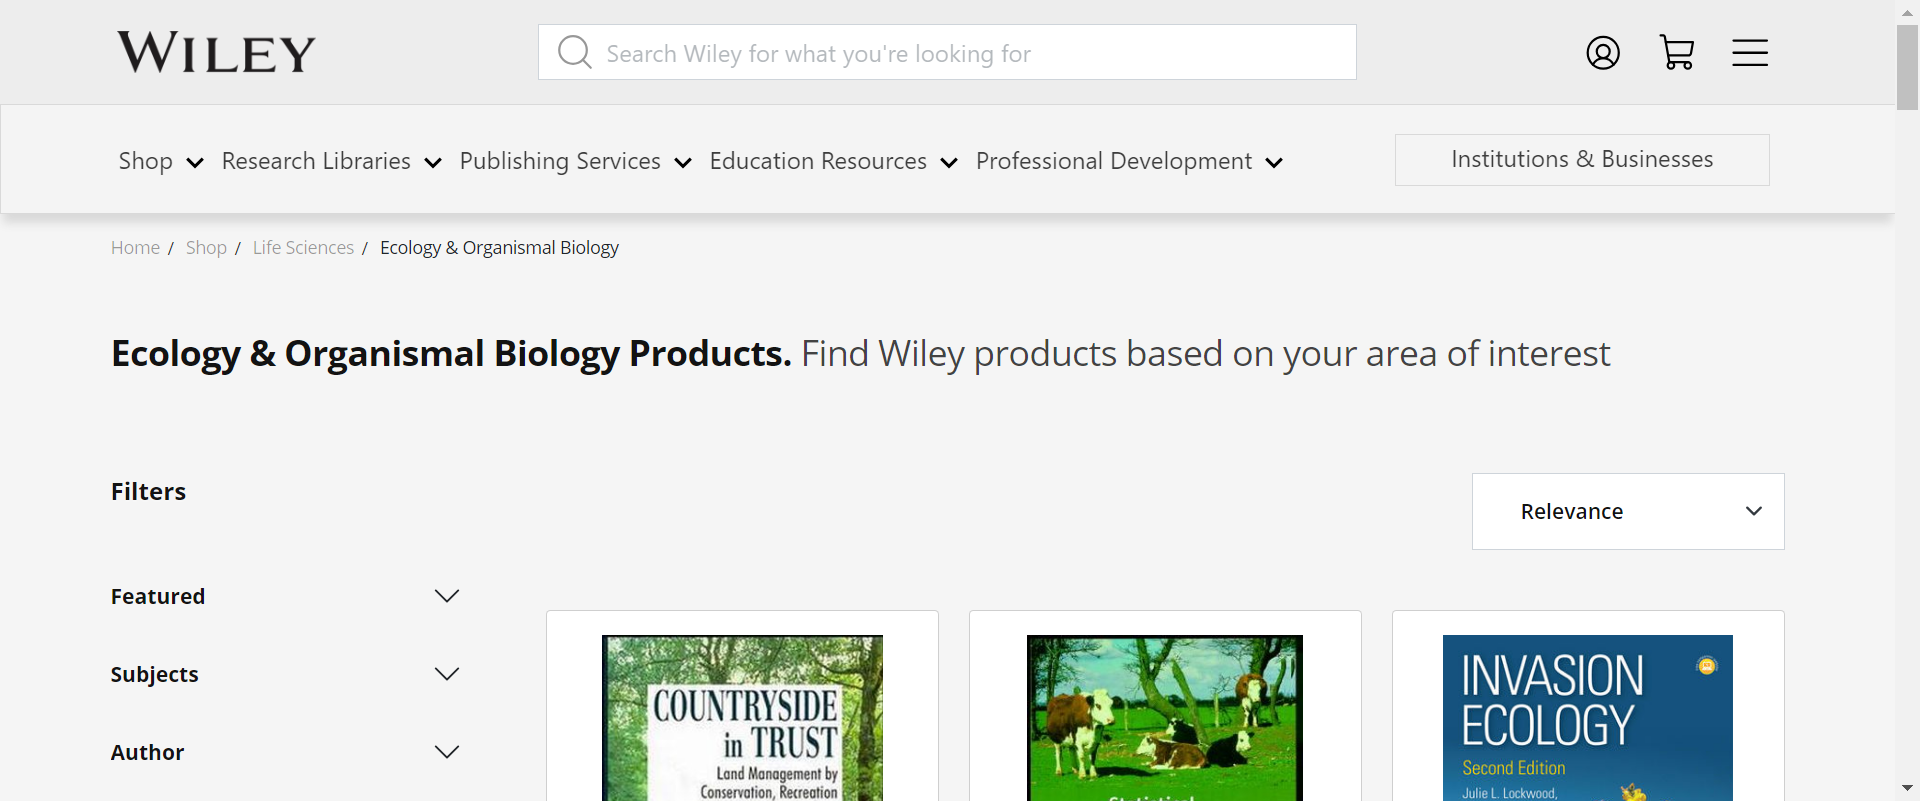 WILEY
Search Wiley for what you're looking for
Shop Research Libraries Publishing Services Education Resources Professional Development Institutions & Businesses
Home / Shop / Life Sciences / Ecology & Organismal Biology
Ecology & Organismal Biology Products. Find Wiley products based on your area of interest
Filters
Relevance
Featured
Subjects
Author
COUNTRYSIDE
in TRUST
Land Management by
Conservation, Recreation
Statistical
INVASION
ECOLOGY
Second Edition
Julie L. Lockwood,